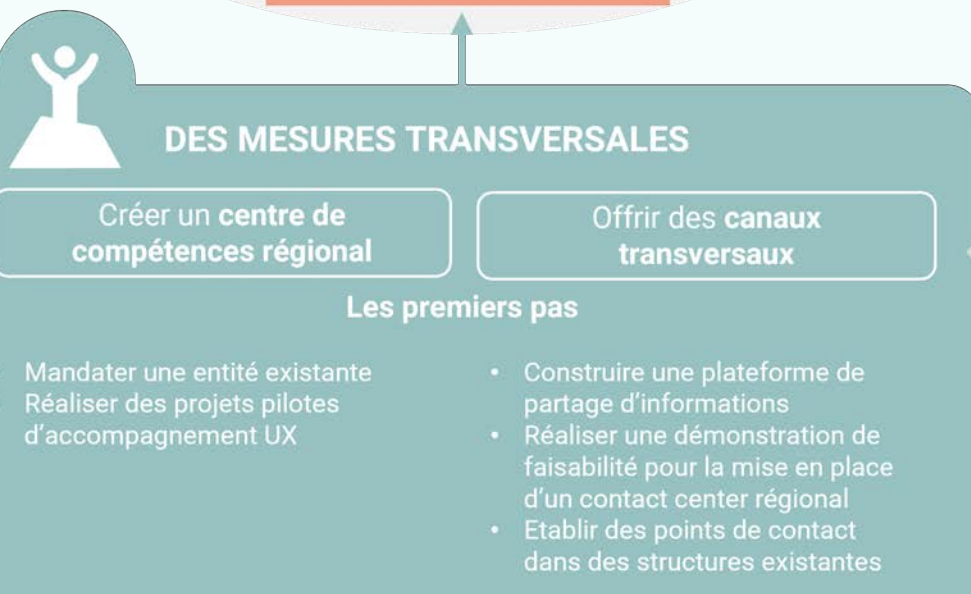 DES MESURES TRANSVERSALES
Créer un centre de
compétences régional
Offrir des canaux
transversaux
Les premiers pas
Mandater une entité existante
Réaliser des projets pilotes
d'accompagnement UX
• Construire une plateforme de
partage d'informations
• Réaliser une démonstration de
faisabilité pour la mise en place
d'un contact center régional
• Etablir des points de contact
dans des structures existantes